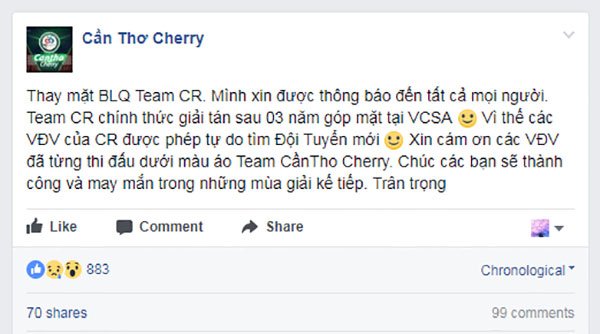 Cần Thơ Cherry
Cantho
Cherry
Thay mặt BLQ Team CR. Mình xin được thông báo đến tất cả mọi người.
Team CR chính thức giải tán sau 03 năm góp mặt tại VCSA 🙂 Vì thế các
VĐV của CR được phép tự do tìm Đội Tuyển mới 🙂 Xin cám ơn các VĐV
đã từng thi đấu dưới màu áo Team CầnTho Cherry. Chúc các bạn sẽ thành
công và may mắn trong những mùa giải kế tiếp. Trân trọng
Like Comment Share
883 Chronological
70 shares 99 comments